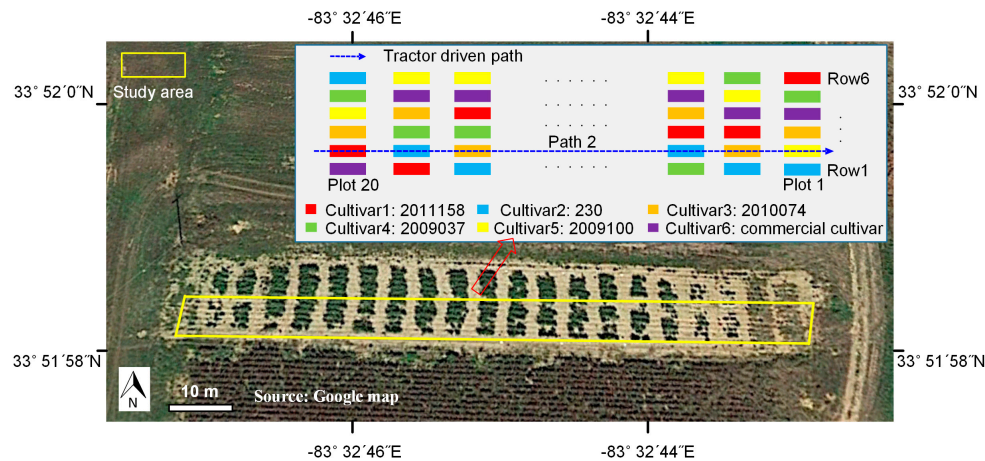 -83° 32´46˝E -83° 32´44˝E
Tractor driven path
33° 52´0˝N 33° 52´0˝N
Study area
Row6
. . . . . .
. . . . . .
Path 2
. . . . . .
Row1
Plot 20 Plot 1
Cultivar1: 2011158 Cultivar2: 230 Cultivar3: 2010074
Cultivar4: 2009037 Cultivar5: 2009100 Cultivar6: commercial cultivar
33° 51´58˝N 33° 51´58˝N
10 m
Source: Google map
N
-83° 32´46˝E -83° 32´44˝E